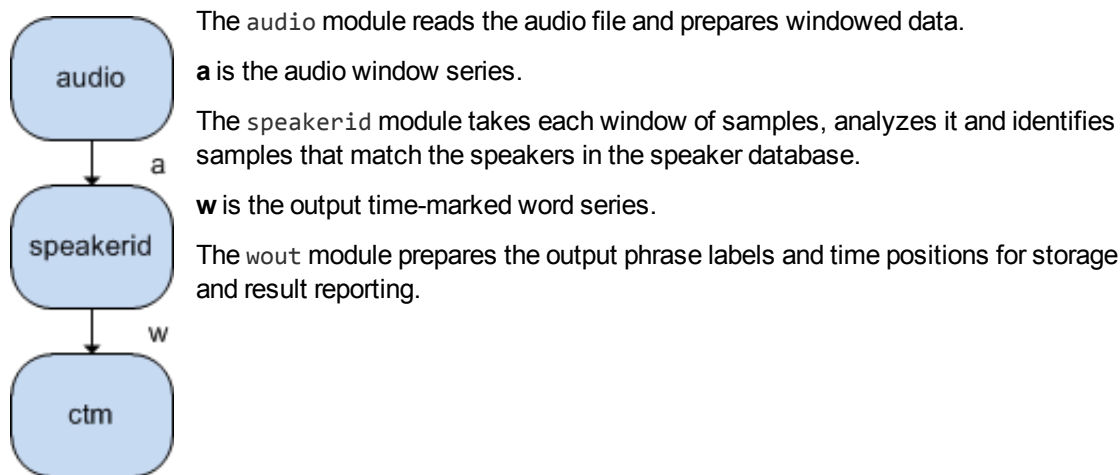 audio
a
speakerid
w
ctm
The audio module reads the audio file and prepares windowed data.
a is the audio window series.
The speakerid module takes each window of samples, analyzes it and identifies
samples that match the speakers in the speaker database.
w is the output time-marked word series.
The wout module prepares the output phrase labels and time positions for storage
and result reporting.